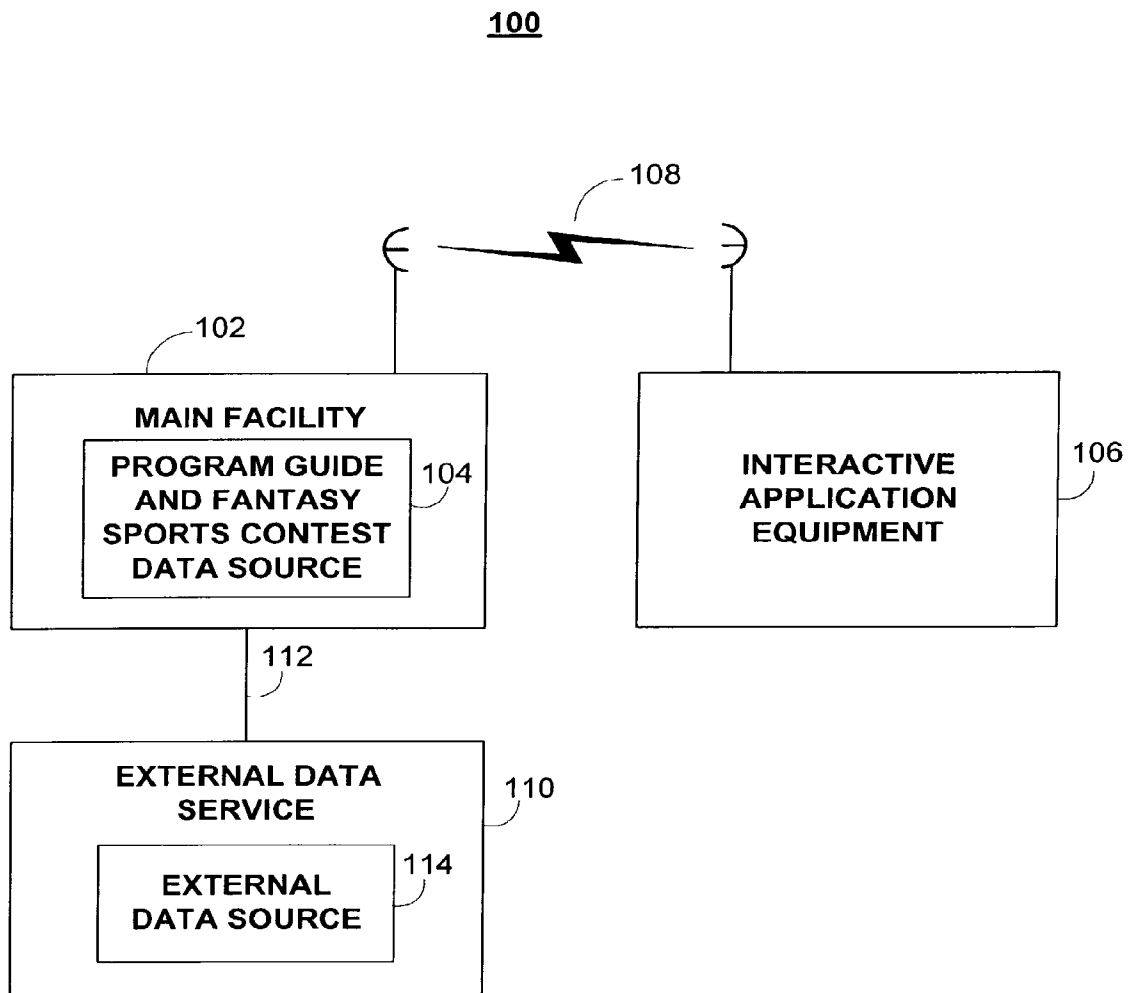 100
108
102
MAIN FACILITY
PROGRAM GUIDE
AND FANTASY
SPORTS CONTEST
DATA SOURCE
104
INTERACTIVE
APPLICATION
EQUIPMENT
106
112
EXTERNAL DATA
SERVICE
110
EXTERNAL
DATA SOURCE
114